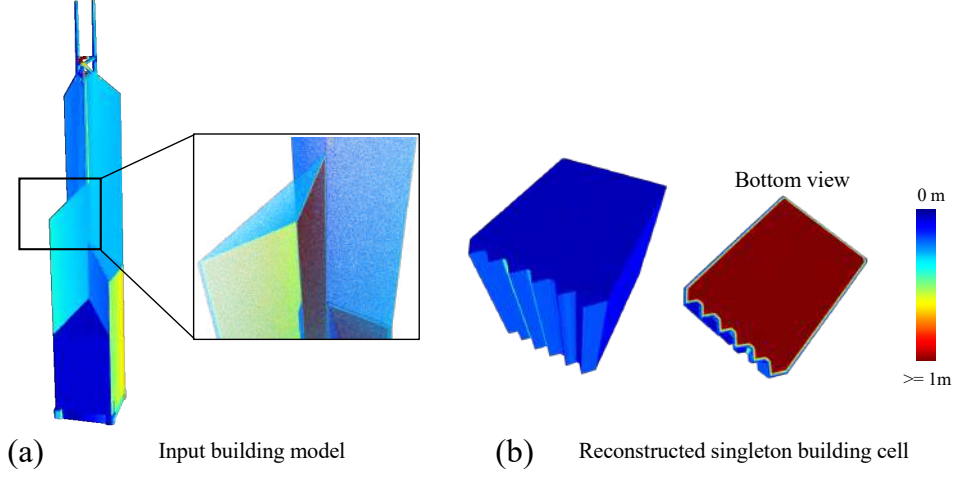 Bottom view
0 m
>= 1m
(a) Input building model
(b) Reconstructed singleton building cell